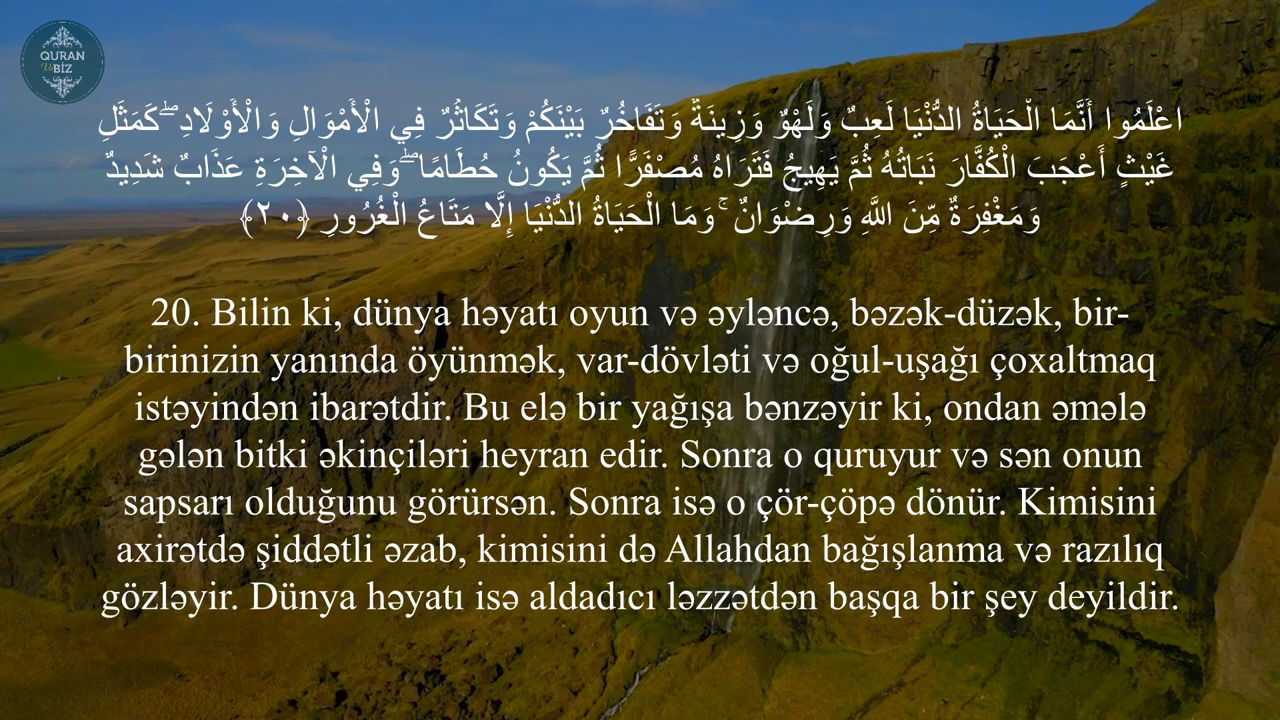 QURAN
Və
BİZ
اعْلَمُوا أَنَّمَا الْحَيَاةُ الدُّنْيَا لَعِبٌ وَلَهْوٌ وَزِينَةٌ وَتَفَاخُرٌ بَيْنَكُمْ وَتَكَاثُرٌ فِي الْأَمْوَالِ وَالْأَوْلَادِ ۖ كَمَثَلِ
غَيْثٍ أَعْجَبَ الْكُفَّارَ نَبَاتُهُ ثُمَّ يَهِيجُ فَتَرَاهُ مُصْفَرًّا ثُمَّ يَكُونُ حُطَامًا ۖ وَفِي الْآخِرَةِ عَذَابٌ شَدِيدٌ
وَمَغْفِرَةٌ مِّنَ اللَّهِ وَرِضْوَانٌ ۚ وَمَا الْحَيَاةُ الدُّنْيَا إِلَّا مَتَاعُ الْغُرُورِ ﴿٢٠﴾
20. Bilin ki, dünya həyatı oyun və əyləncə, bəzək-düzək, bir-
birinizin yanında öyünmək, var-dövləti və oğul-uşağı çoxaltmaq
istəyindən ibarətdir. Bu elə bir yağışa bənzəyir ki, ondan əmələ
gələn bitki əkinçiləri heyran edir. Sonra o quruyur və sən onun
sapsarı olduğunu görürsən. Sonra isə o çör-çöpə dönür. Kimisini
axirətdə şiddətli əzab, kimisini də Allahdan bağışlanma və razılıq
gözləyir. Dünya həyatı isə aldadıcı ləzzətdən başqa bir şey deyildir.